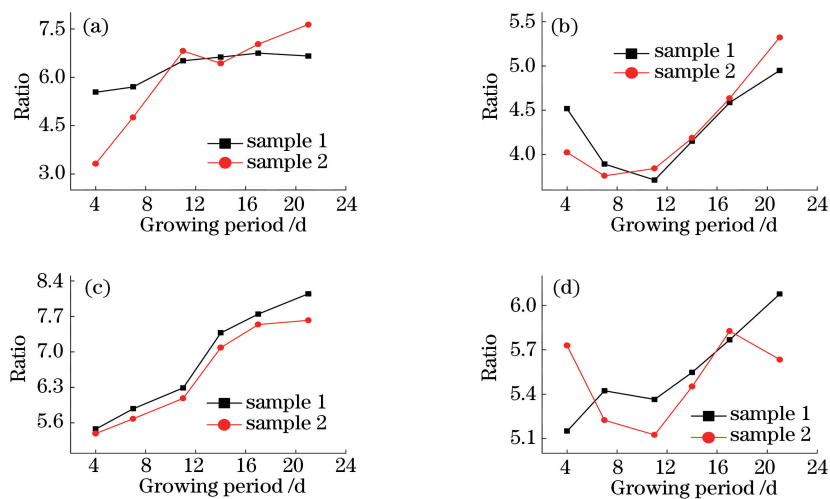 (a)
Ratio
7.5
6.0
4.5
3.0
sample 1
sample 2
4 8 12 16 20 24
Growing period /d
(b)
Ratio
5.5
5.0
4.5
4.0
sample 1
sample 2
4 8 12 16 20 24
Growing period /d
(c)
Ratio
8.4
7.7
7.0
6.3
5.6
sample 1
sample 2
4 8 12 16 20 24
Growing period /d
(d)
Ratio
6.0
5.7
5.4
5.1
sample 1
sample 2
4 8 12 16 20 24
Growing period /d